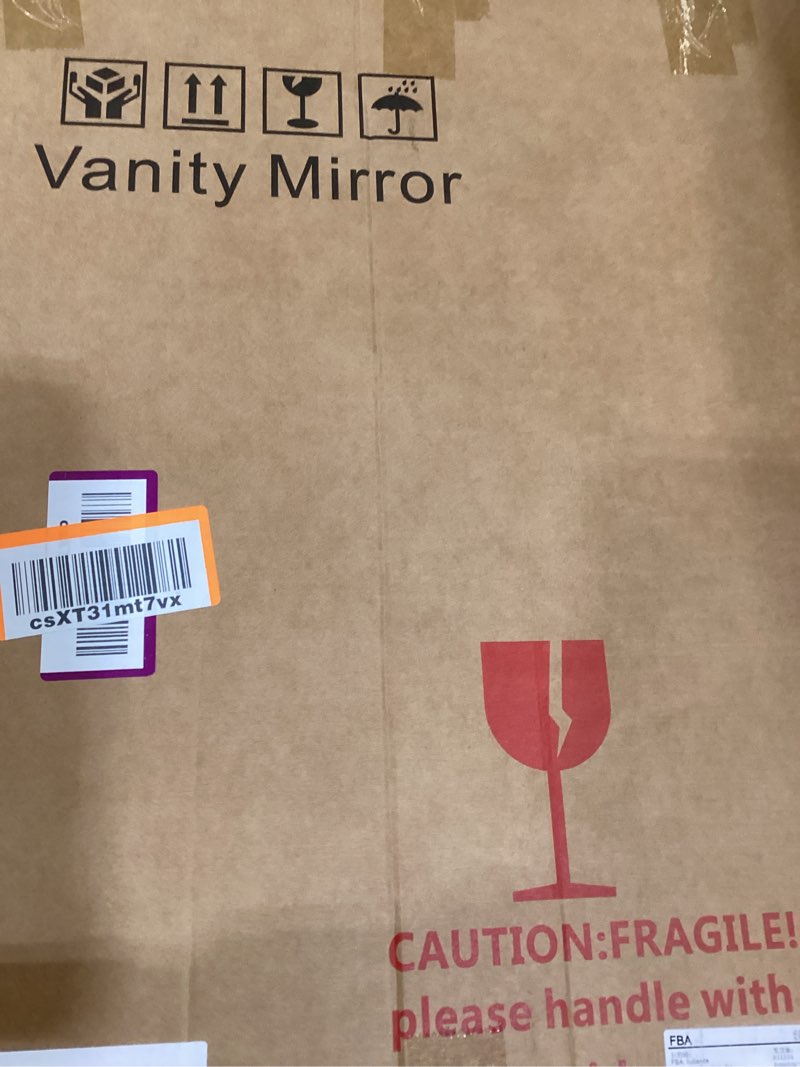 Vanity Mirror
csXT31mt7vx
CAUTION:FRAGILE!
please handle with
FBA